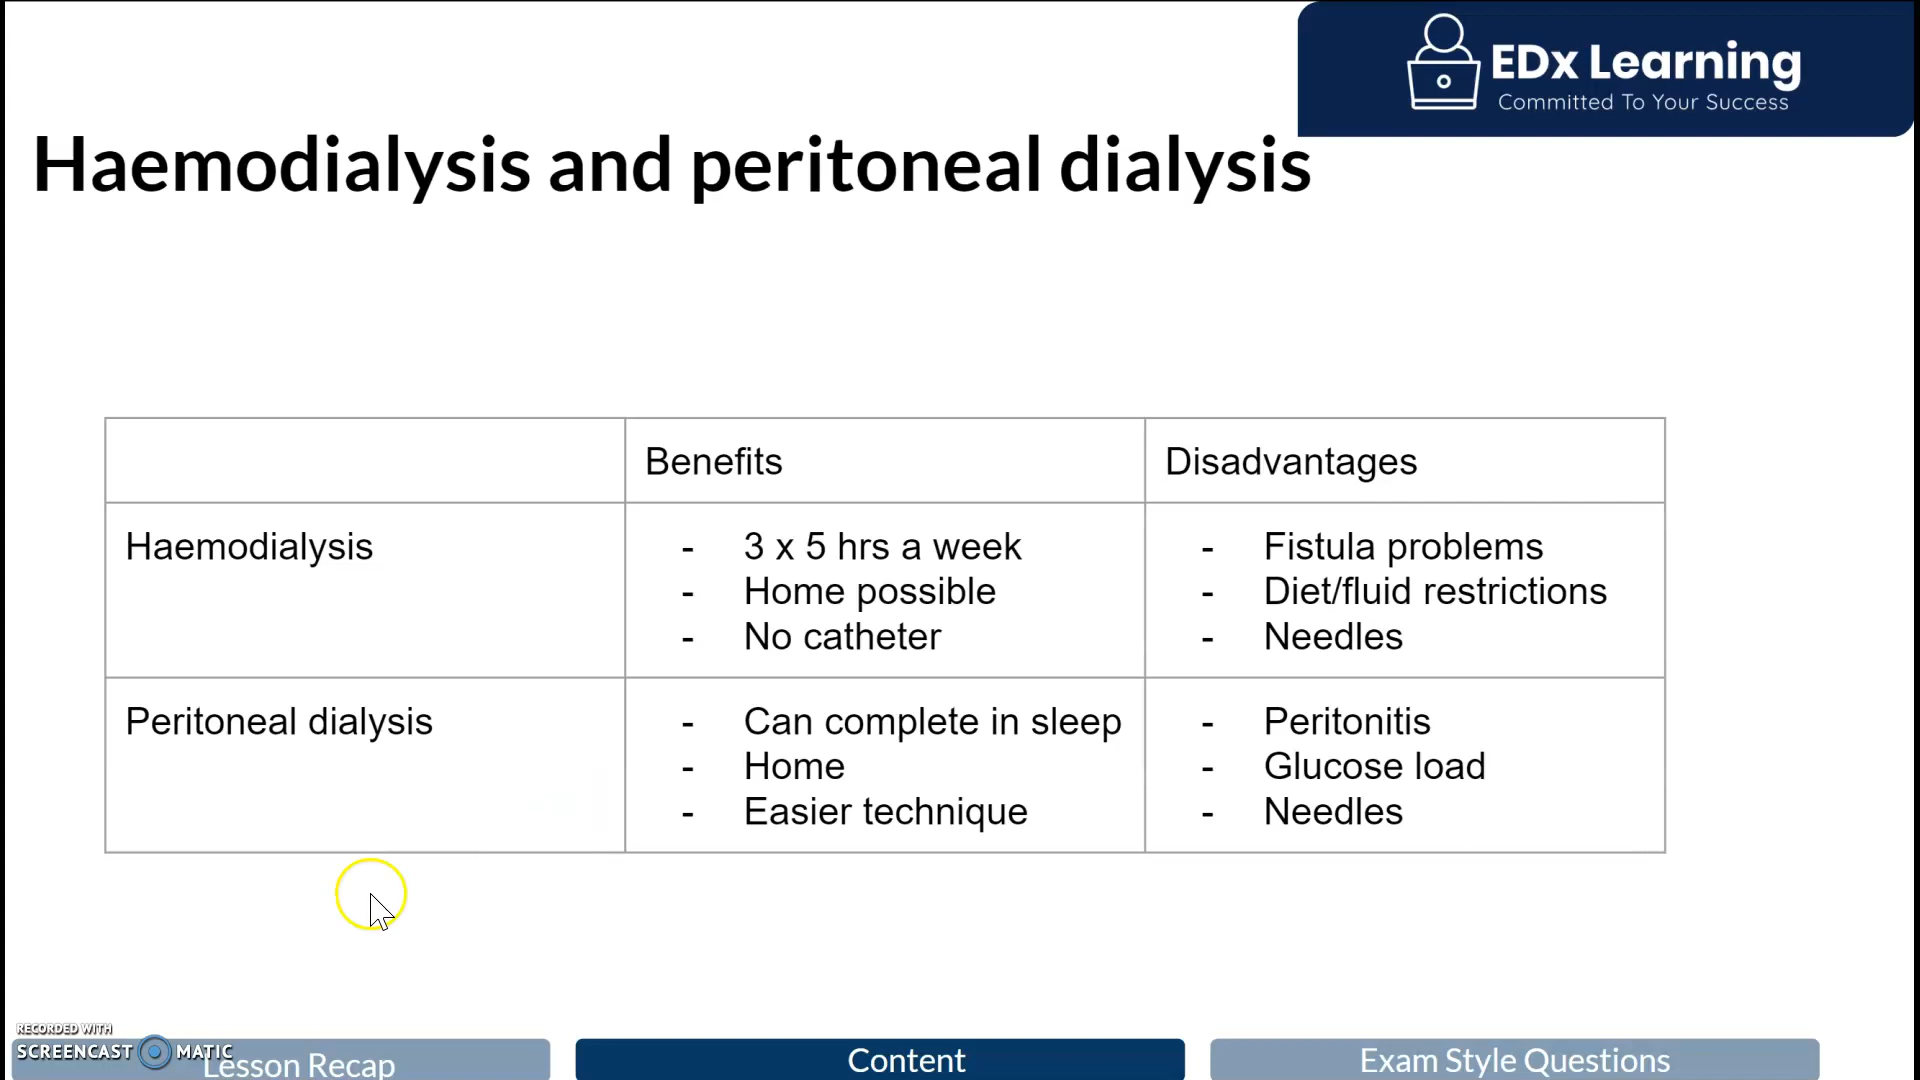 EDx Learning
Committed To Your Success
Haemodialysis and peritoneal dialysis
Benefits
Disadvantages
Haemodialysis
- 3 x 5 hrs a week
- Home possible
- No catheter
- Fistula problems
- Diet/fluid restrictions
- Needles
Peritoneal dialysis
- Can complete in sleep
- Home
- Easier technique
- Peritonitis
- Glucose load
- Needles
RECORDED WITH
SCREENCAST MATIC
Lesson Recap
Content
Exam Style Questions